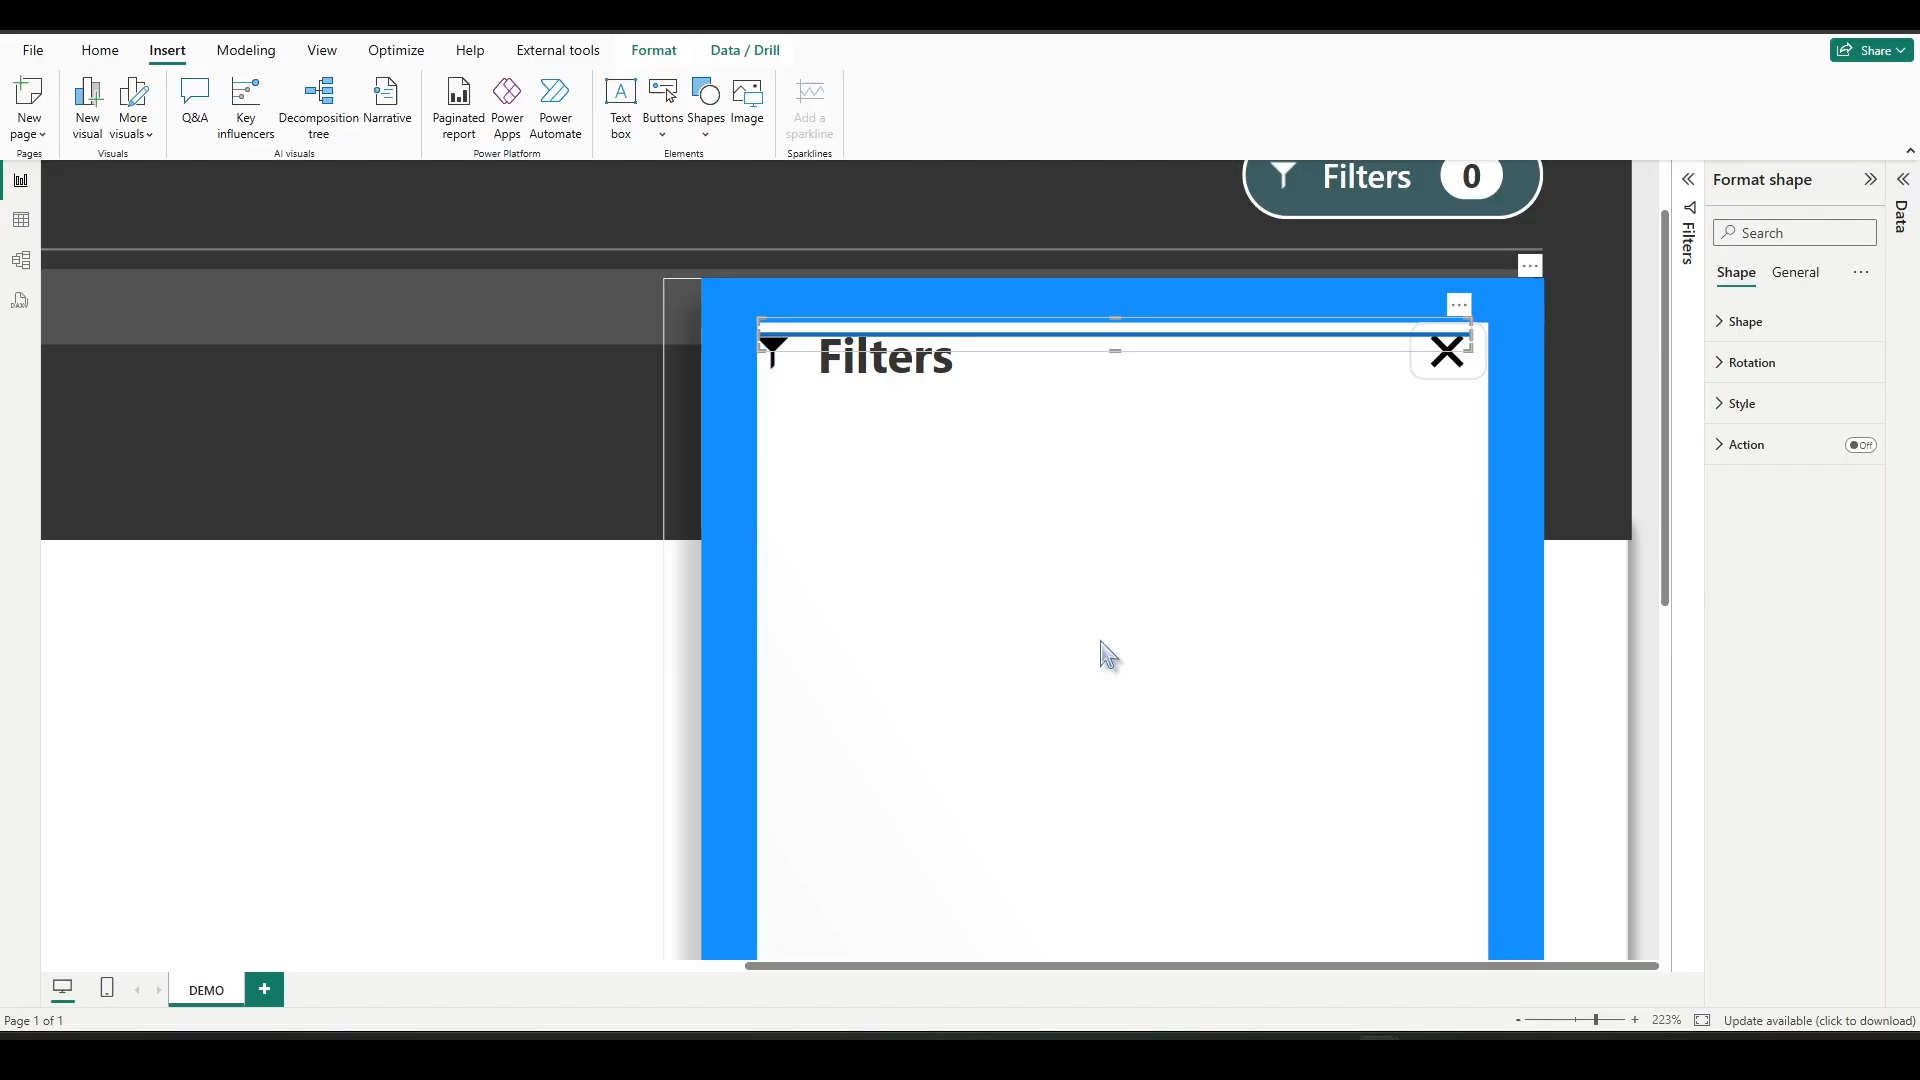 File Home Insert Modeling View Optimize Help External tools Format Data / Drill Share
New page
New visual
More visuals
Q&A
Key influencers
Decomposition tree
Narrative
Paginated report
Power Apps
Power Automate
Text box
Buttons
Shapes
Image
Add a sparkline
Pages Visuals AI visuals Power Platform Elements Sparklines
Filters 0
Filters
Filters
Format shape
Search
Shape General
Shape
Rotation
Style
Action Off
Data
DAX
DEMO
Page 1 of 1
- + 223% Update available (click to download)